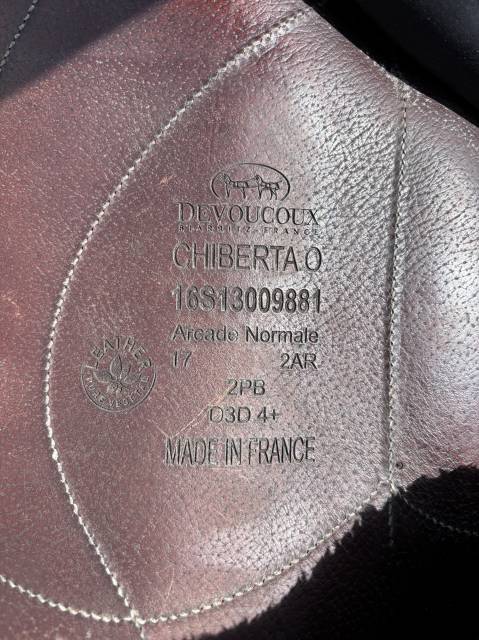 DEVOUCOUX
BIARRITZ-FRANCE
CHIBERTA.O
16S13009881
Arcade Normale
17 2AR
2PB
D3D 4+
MADE IN FRANCE
LEATHER